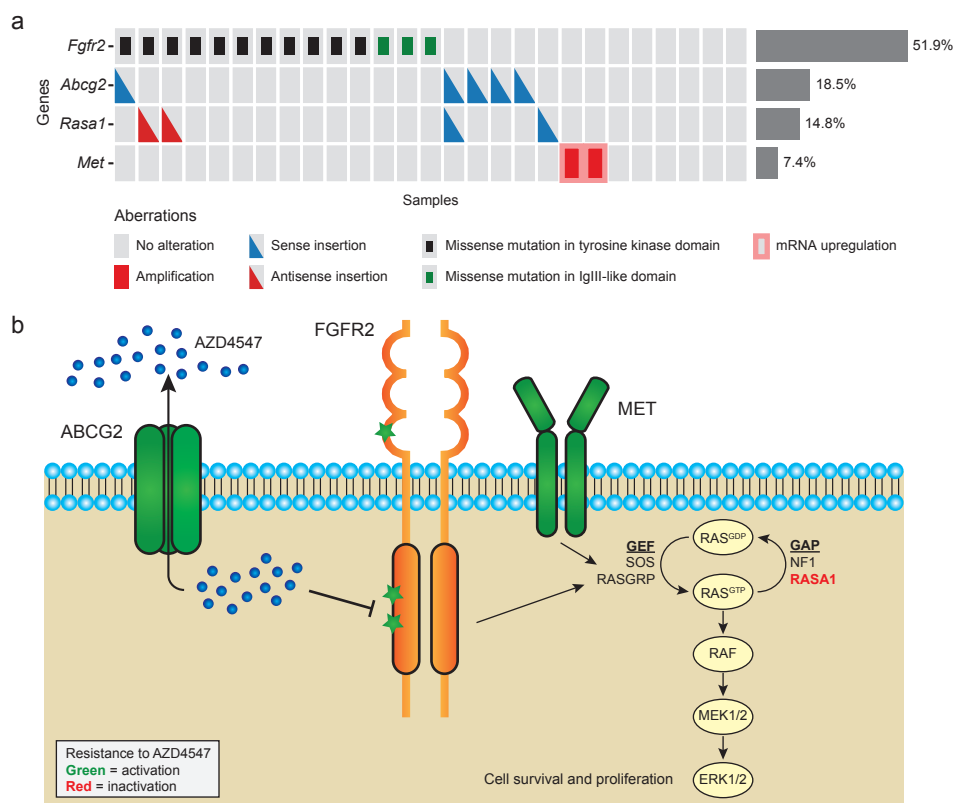 a
Genes
Fgfr2
51.9%
Abcg2
18.5%
Rasa1
14.8%
Met
7.4%
Samples
Aberrations
No alteration
Sense insertion
Missense mutation in tyrosine kinase domain
mRNA upregulation
Amplification
Antisense insertion
Missense mutation in IgIII-like domain
b
AZD4547
FGFR2
ABCG2
MET
GEF
SOS
RASGRP
RASGDP
GAP
NF1
RASA1
RASGTP
RAF
MEK1/2
Cell survival and proliferation
ERK1/2
Resistance to AZD4547
Green = activation
Red = inactivation